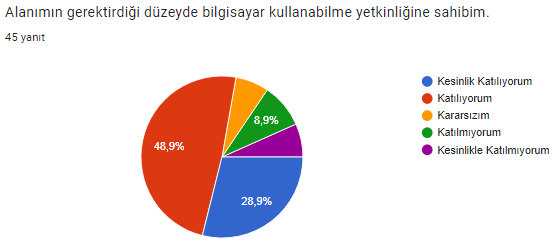 Alanımın gerektirdiği düzeyde bilgisayar kullanabilme yetkinliğine sahibim.
45 yanıt
48,9%
8,9%
28,9%
Kesinlik Katılıyorum
Katılıyorum
Kararsızım
Katılmıyorum
Kesinlikle Katılmıyorum